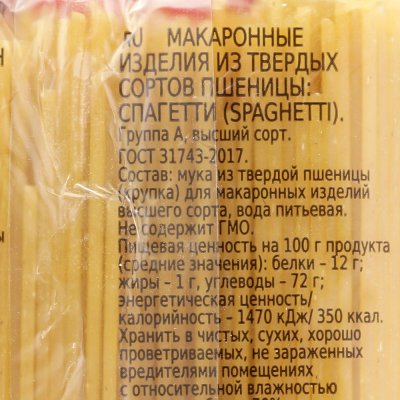 RU МАКАРОННЫЕ
ИЗДЕЛИЯ ИЗ ТВЕРДЫХ
СОРТОВ ПШЕНИЦЫ:
СПАГЕТТИ (SPAGHETTI).
Группа А, высший сорт.
ГОСТ 31743-2017.
Состав: мука из твердой пшеницы
(крупка) для макаронных изделий
высшего сорта, вода питьевая.
Не содержит ГМО.
Пищевая ценность на 100 г продукта
(средние значения): белки – 12 г;
жиры – 1 г, углеводы – 72 г;
энергетическая ценность/
калорийность – 1470 кДж/ 350 ккал.
Хранить в чистых, сухих, хорошо
проветриваемых, не зараженных
вредителями помещениях
с относительной влажностью